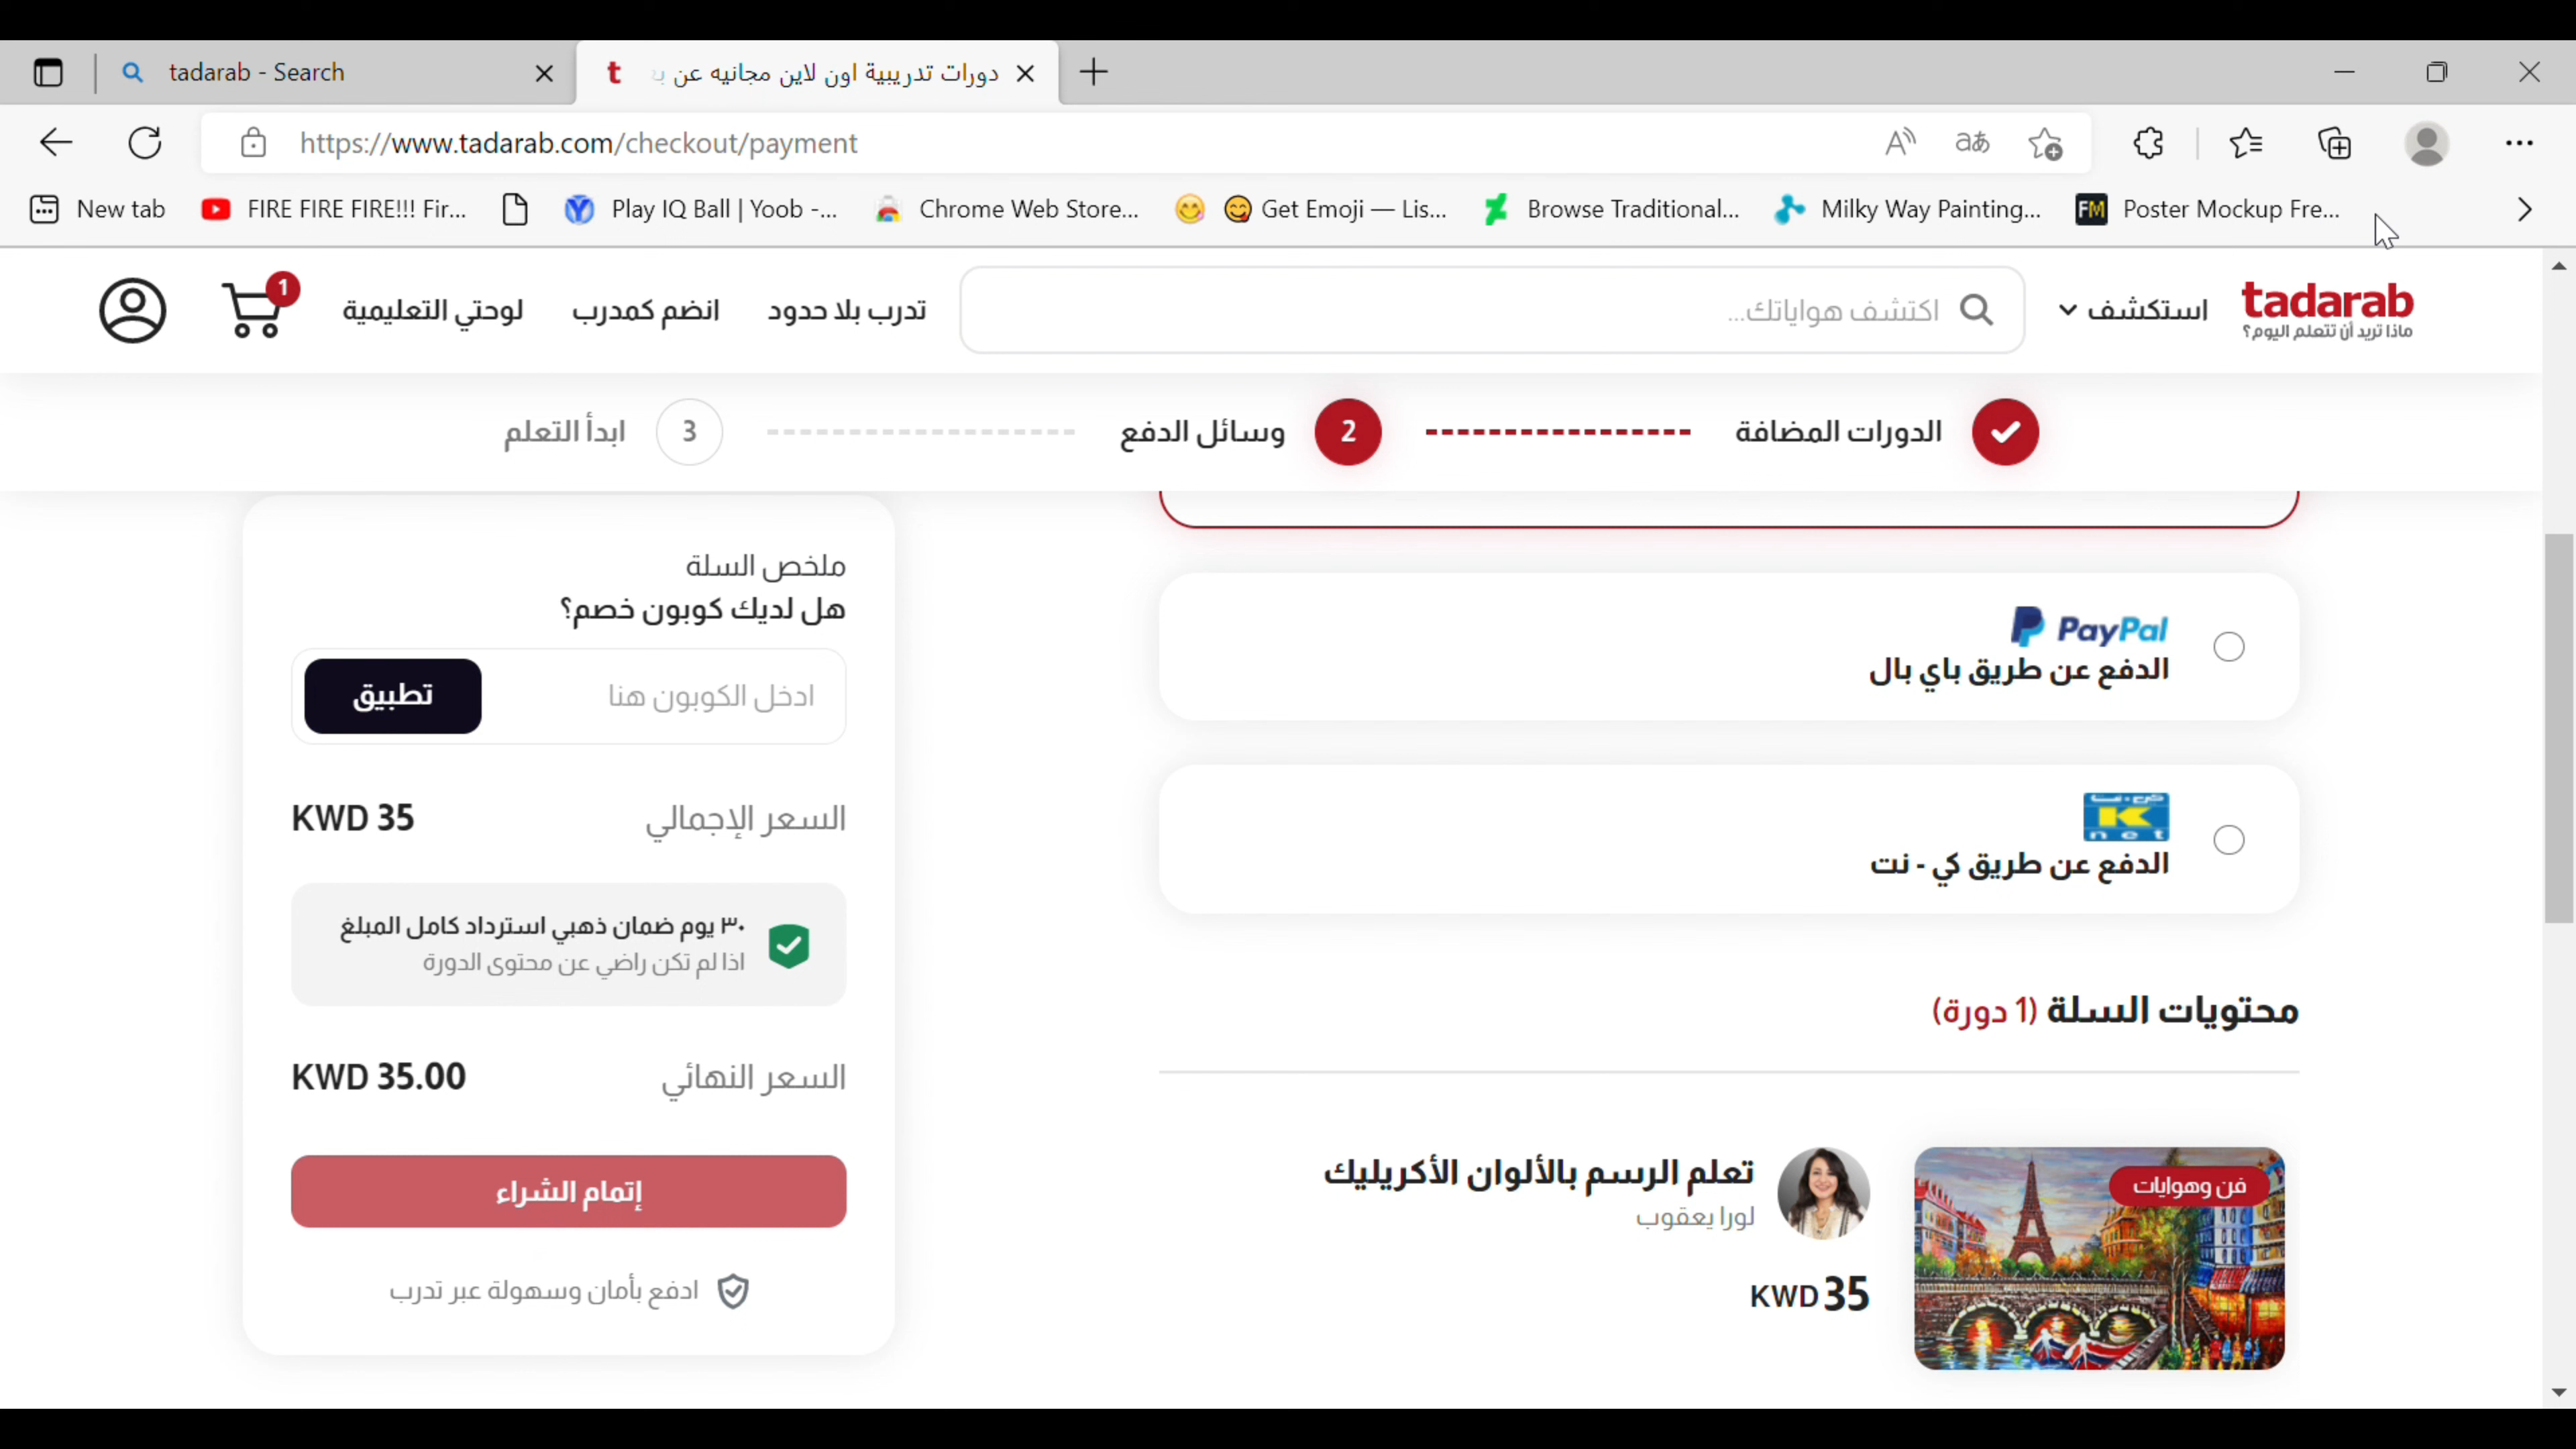 tadarab - Search
دورات تدريبية اون لاين مجانيه عن
https://www.tadarab.com/checkout/payment
New tab
FIRE FIRE FIRE!!! Fir...
Play IQ Ball | Yoob -...
Chrome Web Store...
Get Emoji — Lis...
Browse Traditional...
Milky Way Painting...
FM Poster Mockup Fre...
tadarab
ماذا تريد أن تتعلم اليوم؟
استكشف
اكتشف هواياتك...
تدرب بلا حدود
انضم كمدرب
لوحتي التعليمية
1
الدورات المضافة
2 وسائل الدفع
3 ابدأ التعلم
PayPal
الدفع عن طريق باي بال
كي نت
K
net
الدفع عن طريق كي - نت
محتويات السلة (1 دورة)
فن وهوايات
تعلم الرسم بالألوان الأكريليك
لورا يعقوب
KWD 35
ملخص السلة
هل لديك كوبون خصم؟
ادخل الكوبون هنا
تطبيق
السعر الإجمالي KWD 35
٣٠ يوم ضمان ذهبي استرداد كامل المبلغ
اذا لم تكن راضي عن محتوى الدورة
السعر النهائي KWD 35.00
إتمام الشراء
ادفع بأمان وسهولة عبر تدرب